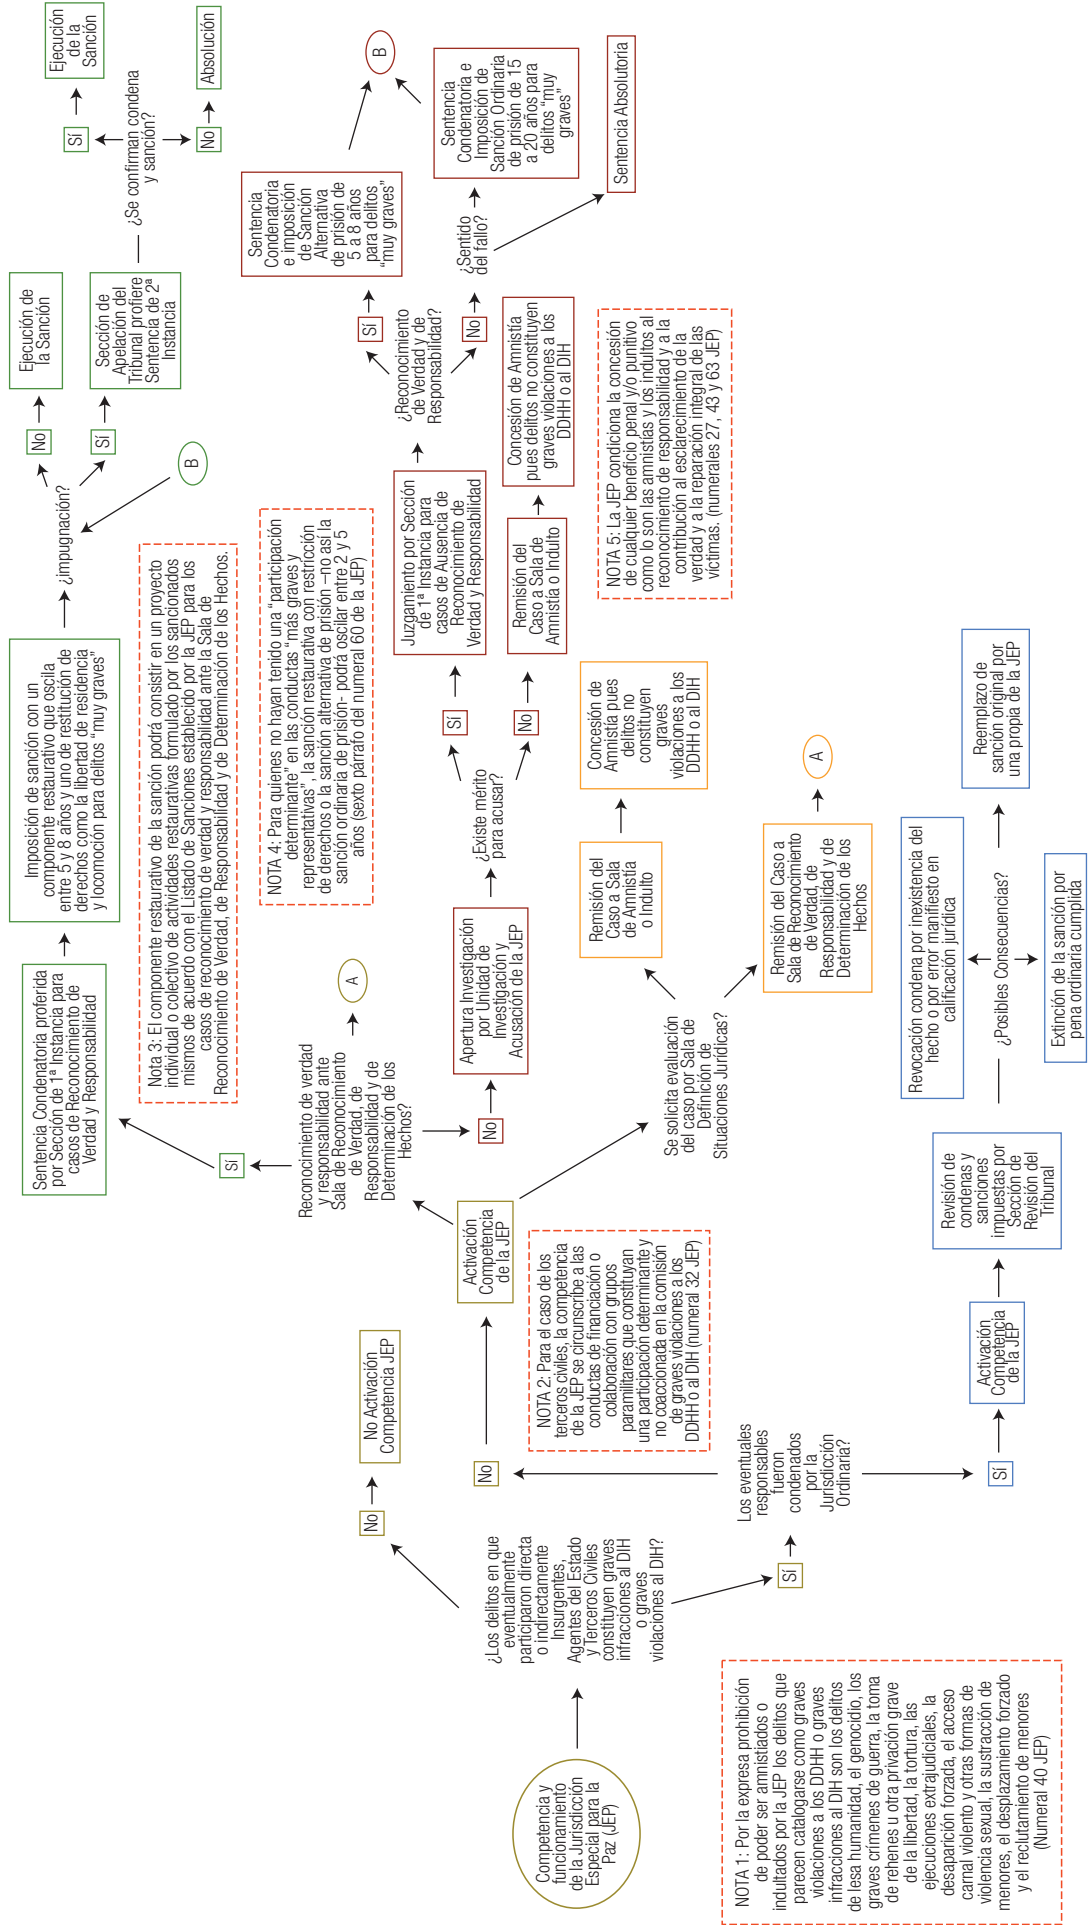 Competencia y
funcionamiento
de la Jurisdicción
Especial para la
Paz (JEP)
NOTA 1: Por la expresa prohibición
de poder ser amnistiados o
indultados por la JEP los delitos que
parecen catalogarse como graves
violaciones a los DDHH o graves
infracciones al DIH son los delitos
de lesa humanidad, el genocidio, los
graves crímenes de guerra, la toma
de rehenes u otra privación grave
de la libertad, la tortura, las
ejecuciones extrajudiciales, la
desaparición forzada, el acceso
carnal violento y otras formas de
violencia sexual, la sustracción de
menores, el desplazamiento forzado
y el reclutamiento de menores
(Numeral 40 JEP)
¿Los delitos en que
eventualmente
participaron directa
o indirectamente
Insurgentes,
Agentes del Estado
y Terceros Civiles
constituyen graves
infracciones al DIH
o graves
violaciones al DIH?
No
No Activación
Competencia JEP
Sí
Los eventuales
responsables
fueron
condenados
por la
Jurisdicción
Ordinaria?
No
Activación
Competencia
de la JEP
NOTA 2: Para el caso de los
terceros civiles, la competencia
de la JEP se circunscribe a las
conductas de financiación o
colaboración con grupos
paramilitares que constituyan
una participación determinante y
no coaccionada en la comisión
de graves violaciones a los
DDHH o al DIH (numeral 32 JEP)
Sí
Activación
Competencia
de la JEP
Revisión de
condenas y
sanciones
impuestas por
Sección de
Revisión del
Tribunal
¿Posibles Consecuencias?
Revocación condena por inexistencia del
hecho o por error manifiesto en
calificación jurídica
Reemplazo de
sanción original por
una propia de la JEP
Extinción de la sanción por
pena ordinaria cumplida
Reconocimiento de verdad
y responsabilidad ante
Sala de Reconocimiento
de Verdad, de
Responsabilidad y de
Determinación de los
Hechos?
A
Sí
Sentencia Condenatoria proferida
por Sección de 1ª Instancia para
casos de Reconocimiento de
Verdad y Responsabilidad
Imposición de sanción con un
componente restaurativo que oscila
entre 5 y 8 años y uno de restitución de
derechos como la libertad de residencia
y locomoción para delitos “muy graves”
¿impugnación?
B
No
Ejecución de
la Sanción
Sí
Sección de
Apelación del
Tribunal profiere
Sentencia de 2ª
Instancia
¿Se confirman condena
y sanción?
Sí
Ejecución
de la
Sanción
No
Absolución
Nota 3: El componente restaurativo de la sanción podrá consistir en un proyecto
individual o colectivo de actividades restaurativas formulado por los sancionados
mismos de acuerdo con el Listado de Sanciones establecido por la JEP para los
casos de reconocimiento de verdad y responsabilidad ante la Sala de
Reconocimiento de Verdad, de Responsabilidad y de Determinación de los Hechos.
NOTA 4: Para quienes no hayan tenido una “participación
determinante” en las conductas “más graves y
representativas”, la sanción restaurativa con restricción
de derechos o la sanción alternativa de prisión –no así la
sanción ordinaria de prisión- podrá oscilar entre 2 y 5
años (sexto párrafo del numeral 60 de la JEP)
No
Apertura Investigación
por Unidad de
Investigación y
Acusación de la JEP
¿Existe mérito
para acusar?
Sí
Juzgamiento por Sección
de 1ª Instancia para
casos de Ausencia de
Reconocimiento de
Verdad y Responsabilidad
¿Reconocimiento
de Verdad y de
Responsabilidad?
Sí
Sentencia
Condenatoria
e imposición
de Sanción
Alternativa
de prisión de
5 a 8 años
para delitos
“muy graves”
B
No
¿Sentido
del fallo?
Sentencia
Condenatoria e
Imposición de
Sanción Ordinaria
de prisión de 15
a 20 años para
delitos “muy
graves”
Sentencia Absolutoria
No
Remisión del
Caso a Sala de
Amnistía o Indulto
Concesión de Amnistía
pues delitos no constituyen
graves violaciones a los
DDHH o al DIH
NOTA 5: La JEP condiciona la concesión
de cualquier beneficio penal y/o punitivo
como lo son las amnistías y los indultos al
reconocimiento de responsabilidad y a la
contribución al esclarecimiento de la
verdad y a la reparación integral de las
víctimas. (numerales 27, 43 y 63 JEP)
Se solicita evaluación
del caso por Sala de
Definición de
Situaciones Jurídicas?
Remisión del
Caso a Sala
de Amnistía
o Indulto
Concesión de
Amnistía pues
delitos no
constituyen
graves
violaciones a los
DDHH o al DIH
Remisión del Caso a
Sala de Reconocimiento
de Verdad, de
Responsabilidad y de
Determinación de los
Hechos
A